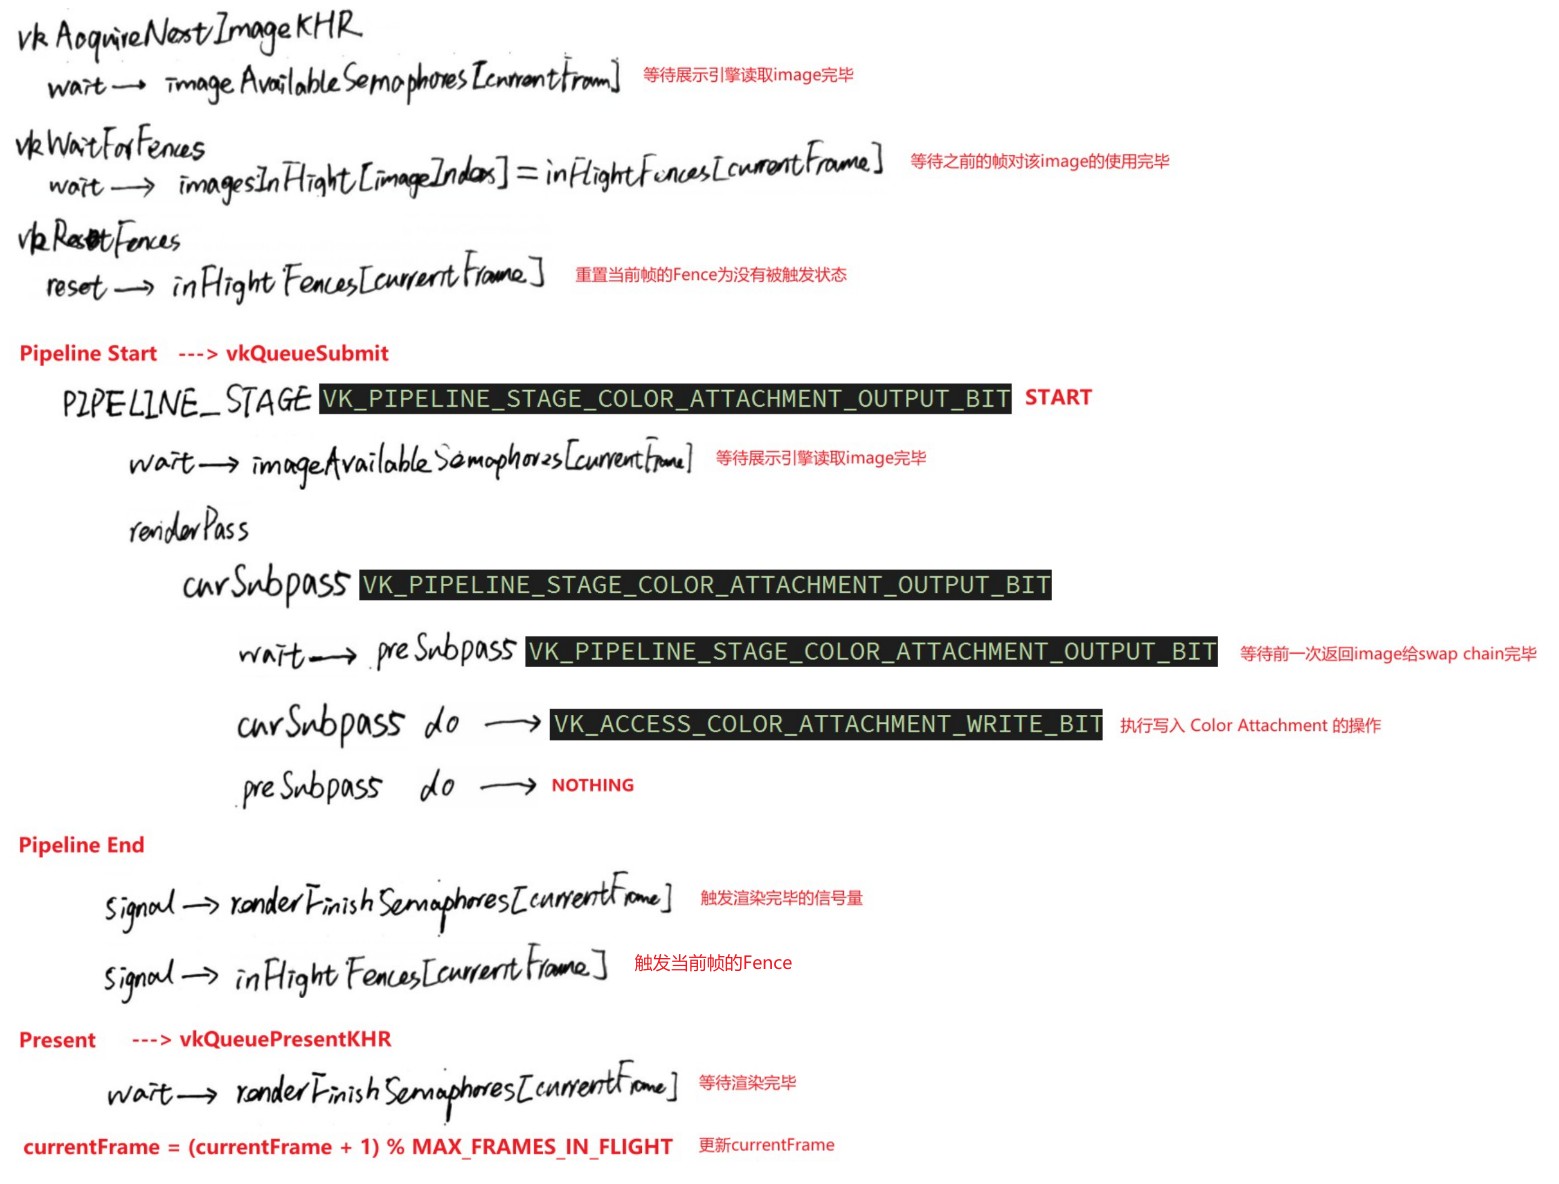 vkAcquireNextImageKHR
wait → imageAvailableSemaphores[currentFram] 等待展示引擎读取image完毕
vkWaitForFences
wait → imagesInFlight[imageIndex] = inFlightFences[currentFrame] 等待之前的帧对该image的使用完毕
vkResetFences
reset → inFlightFences[currentFrame] 重置当前帧的Fence为没有被触发状态
Pipeline Start ---> vkQueueSubmit
PIPELINE_STAGE VK_PIPELINE_STAGE_COLOR_ATTACHMENT_OUTPUT_BIT START
wait → imageAvailableSemaphores[currentFrame] 等待展示引擎读取image完毕
renderPass
curSubpass VK_PIPELINE_STAGE_COLOR_ATTACHMENT_OUTPUT_BIT
wait → preSubpass VK_PIPELINE_STAGE_COLOR_ATTACHMENT_OUTPUT_BIT 等待前一次返回image给swap chain完毕
curSubpass do → VK_ACCESS_COLOR_ATTACHMENT_WRITE_BIT 执行写入 Color Attachment 的操作
preSubpass do → NOTHING
Pipeline End
signal → renderFinishSemaphores[currentFrame] 触发渲染完毕的信号量
signal → inFlightFences[currentFrame] 触发当前帧的Fence
Present ---> vkQueuePresentKHR
wait → renderFinishSemaphores[currentFrame] 等待渲染完毕
currentFrame = (currentFrame + 1) % MAX_FRAMES_IN_FLIGHT 更新currentFrame